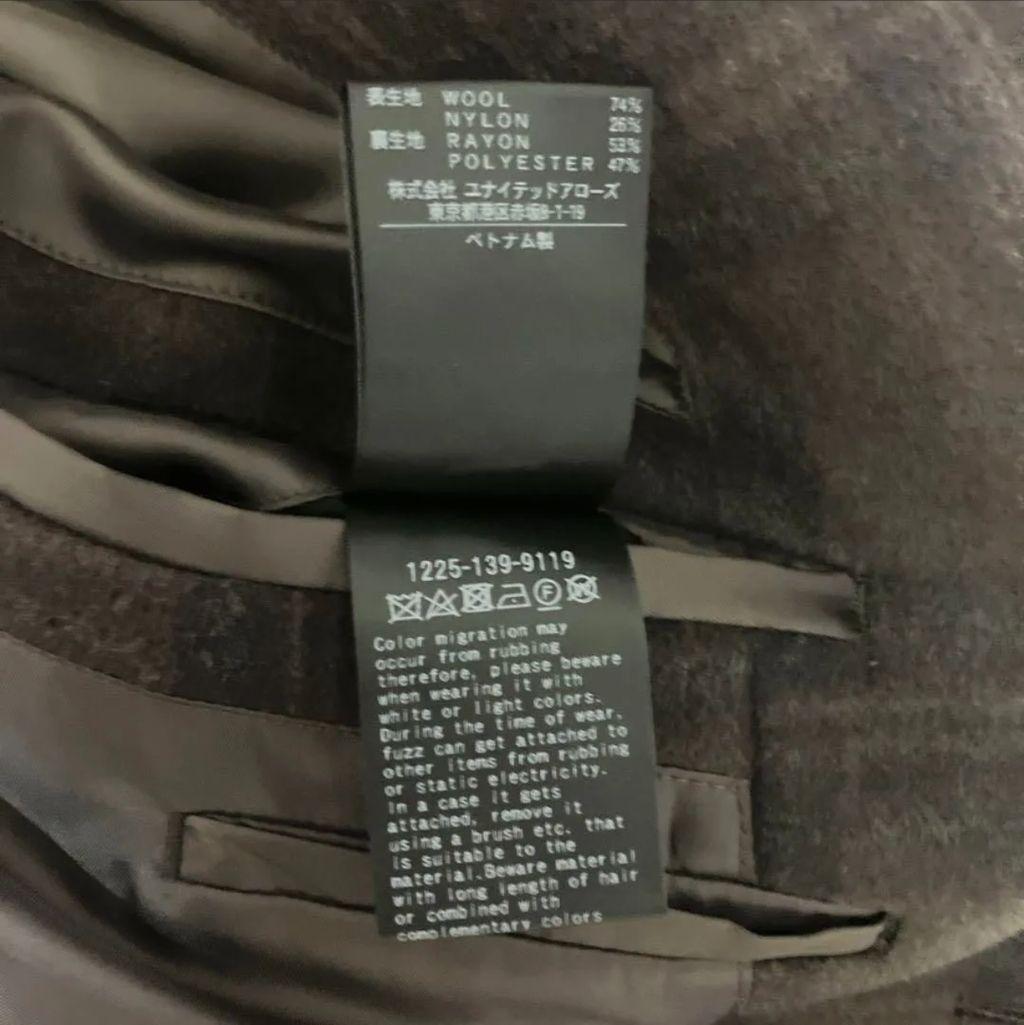 表生地 WOOL 74%
NYLON 26%
裏生地 RAYON 53%
POLYESTER 47%
株式会社 ユナイテッドアローズ
東京都港区赤坂8-1-19
ベトナム製
1225-139-9119
F W
Color migration may
occur from rubbing
therefore, please beware
when wearing it with
white or light colors.
During the time of wear,
fuzz can get attached to
other items from rubbing
or static electricity.
In a case it gets
attached, remove it
using a brush etc. that
is suitable to the
material.Beware material
with long length of hair
or combined with
complementary colors